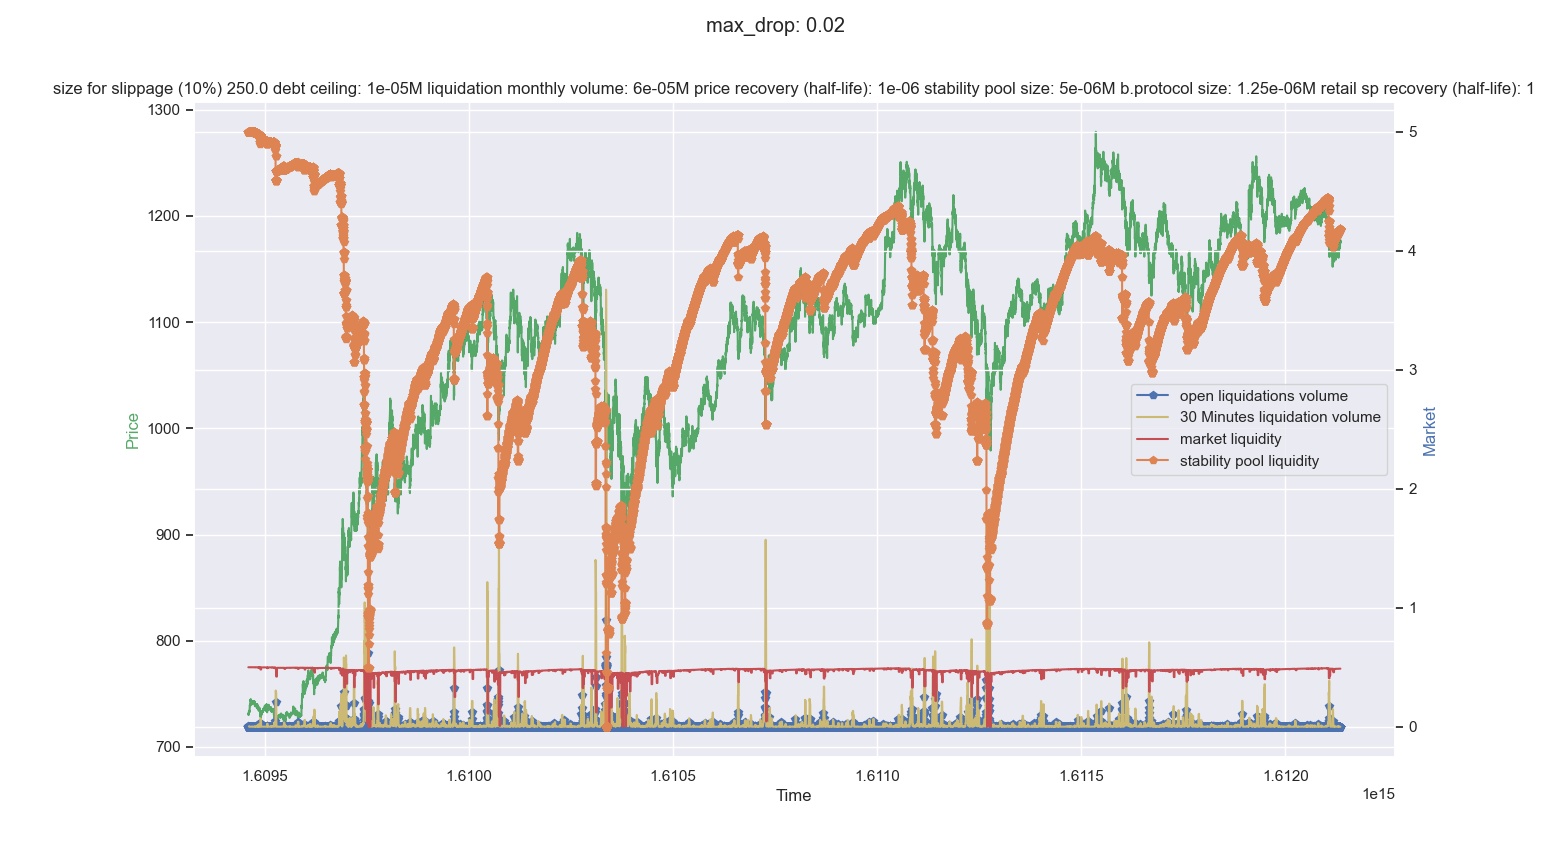 max_drop: 0.02
size for slippage (10%) 250.0 debt ceiling: 1e-05M liquidation monthly volume: 6e-05M price recovery (half-life): 1e-06 stability pool size: 5e-06M b.protocol size: 1.25e-06M retail sp recovery (half-life): 1
1300
1200
1100
1000
900
800
700
Price
5
4
3
2
1
0
Market
open liquidations volume
30 Minutes liquidation volume
market liquidity
stability pool liquidity
1.6095 1.6100 1.6105 1.6110 1.6115 1.6120
1e15
Time